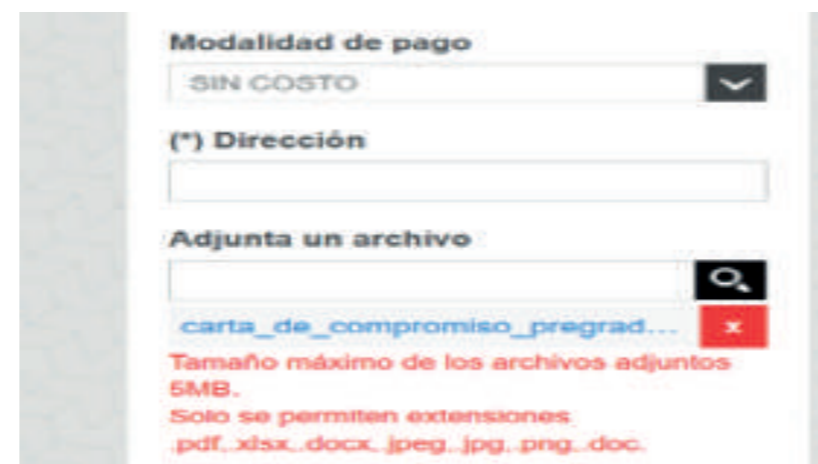 Modalidad de pago
SIN COSTO
(*) Dirección
Adjunta un archivo
carta_de_compromiso_pregrad... x
Tamaño máximo de los archivos adjuntos
5MB.
Solo se permiten extensiones
.pdf,.xlsx,.docx,.jpeg,.jpg,.png,.doc.